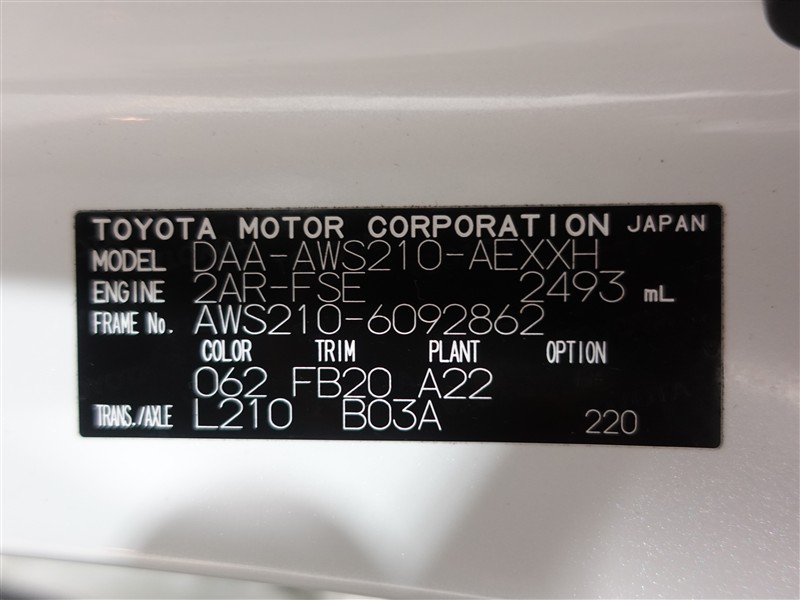 TOYOTA MOTOR CORPORATION JAPAN
MODEL DAA-AWS210-AEXXH
ENGINE 2AR-FSE 2493 mL
FRAME No. AWS210-6092862
COLOR TRIM PLANT OPTION
062 FB20 A22
TRANS./AXLE L210 B03A 220